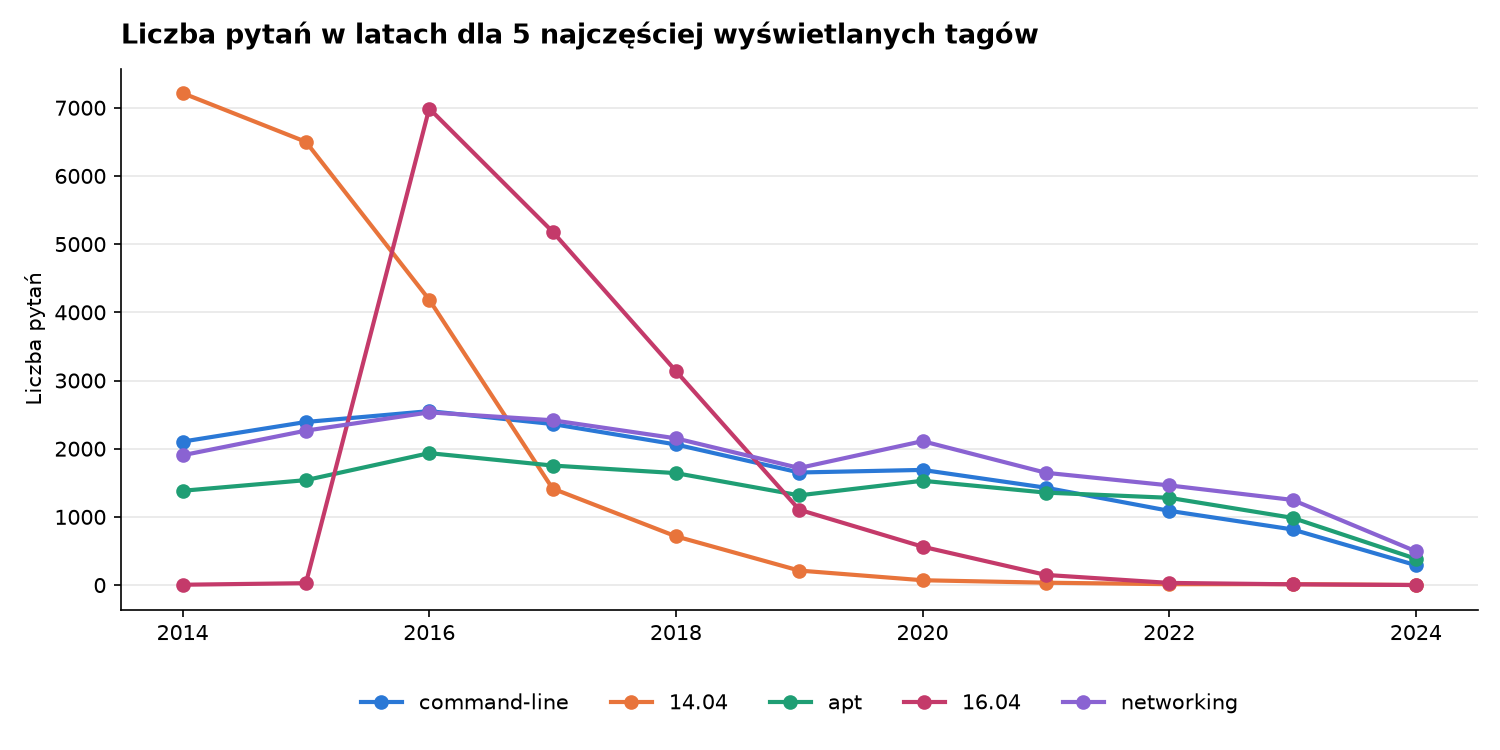 Liczba pytań w latach dla 5 najczęściej wyświetlanych tagów
Liczba pytań
7000
6000
5000
4000
3000
2000
1000
0
2014 2016 2018 2020 2022 2024
command-line 14.04 apt 16.04 networking